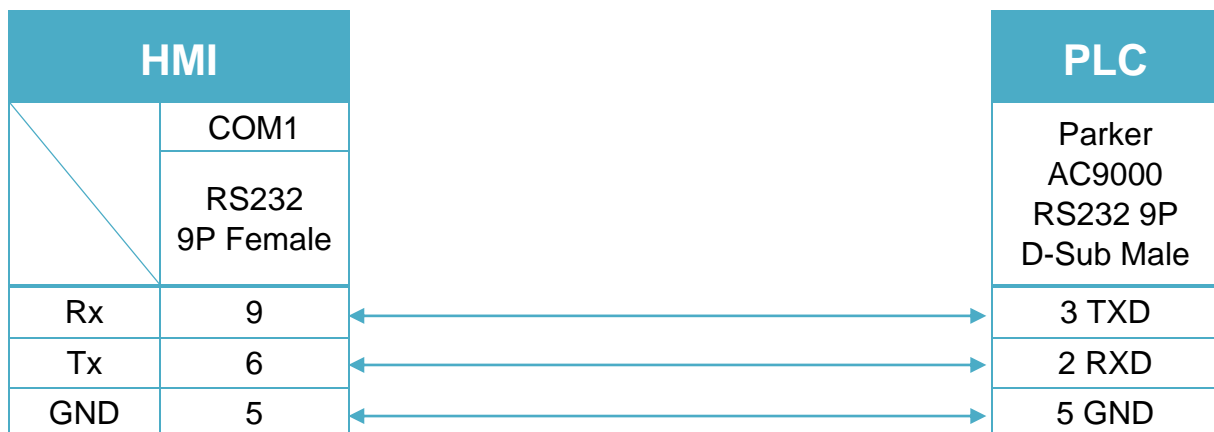 HMI
PLC
COM1
RS232
9P Female
Parker
AC9000
RS232 9P
D-Sub Male
Rx 9 3 TXD
Tx 6 2 RXD
GND 5 5 GND